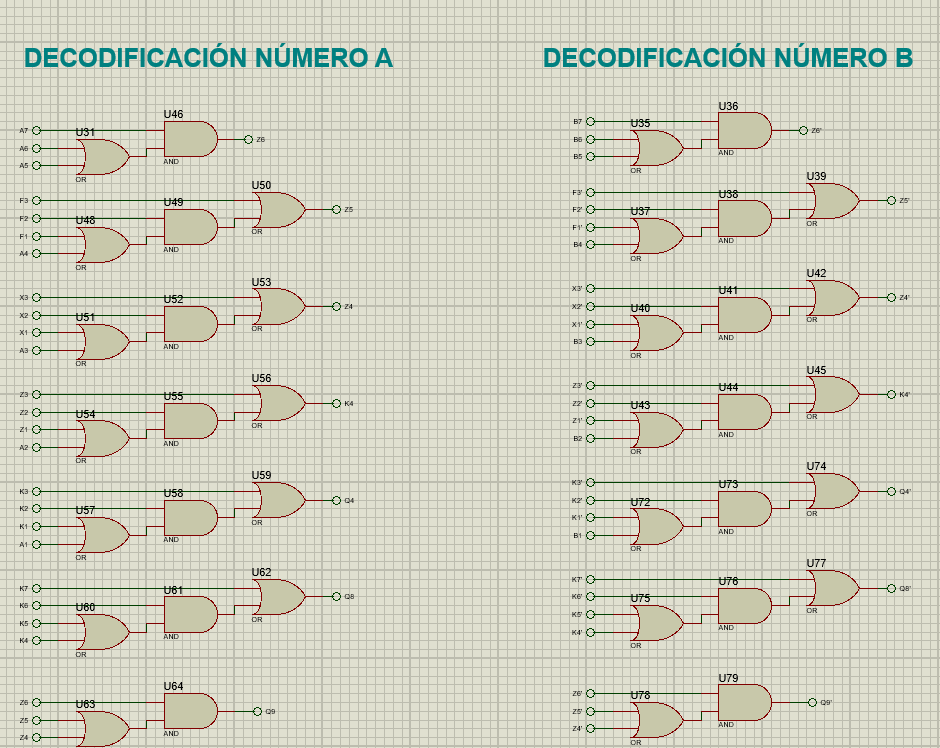 DECODIFICACIÓN NÚMERO A
U46
A7
U31
A6
Z6
A5
AND
OR
U50
F3
U49
F2
Z5
U48
F1
OR
A4
AND
OR
U53
X3
U52
X2
Z4
U51
X1
OR
A3
AND
OR
U56
Z3
U55
Z2
K4
U54
Z1
OR
A2
AND
OR
U59
K3
U58
K2
Q4
U57
K1
OR
A1
AND
OR
U62
K7
U61
K6
Q8
U60
K5
OR
K4
AND
OR
U64
Z6
U63
Z5
Q9
Z4
AND
DECODIFICACIÓN NÚMERO B
U36
B7
U35
B6
Z6'
B5
AND
OR
U39
F3'
U38
F2'
Z5'
U37
F1'
OR
B4
AND
OR
U42
X3'
U41
X2'
Z4'
U40
X1'
OR
B3
AND
OR
U45
Z3'
U44
Z2'
K4'
U43
Z1'
OR
B2
AND
OR
U74
K3'
U73
K2'
Q4'
U72
K1'
OR
B1
AND
OR
U77
K7'
U76
K6'
Q8'
U75
K5'
OR
K4'
AND
OR
U79
Z6'
U78
Z5'
Q9'
Z4'
AND
OR